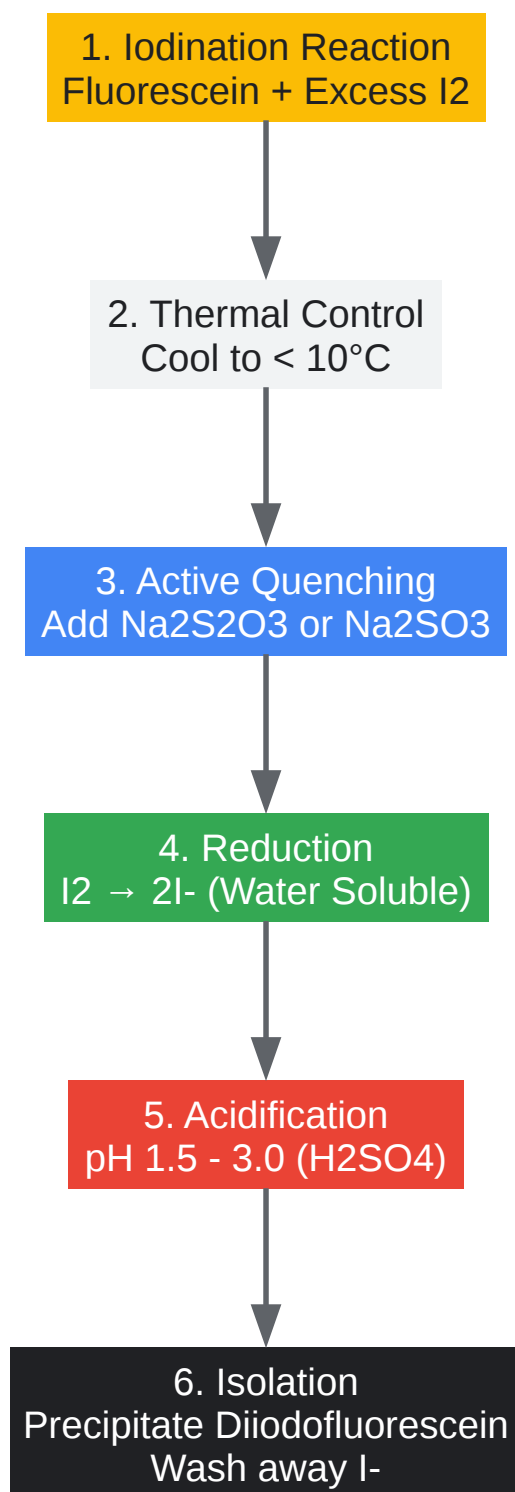 1. Iodination Reaction
Fluorescein + Excess I2
2. Thermal Control
Cool to < 10°C
3. Active Quenching
Add Na2S2O3 or Na2SO3
4. Reduction
I2 → 2I- (Water Soluble)
5. Acidification
pH 1.5 - 3.0 (H2SO4)
6. Isolation
Precipitate Diiodofluorescein
Wash away I-